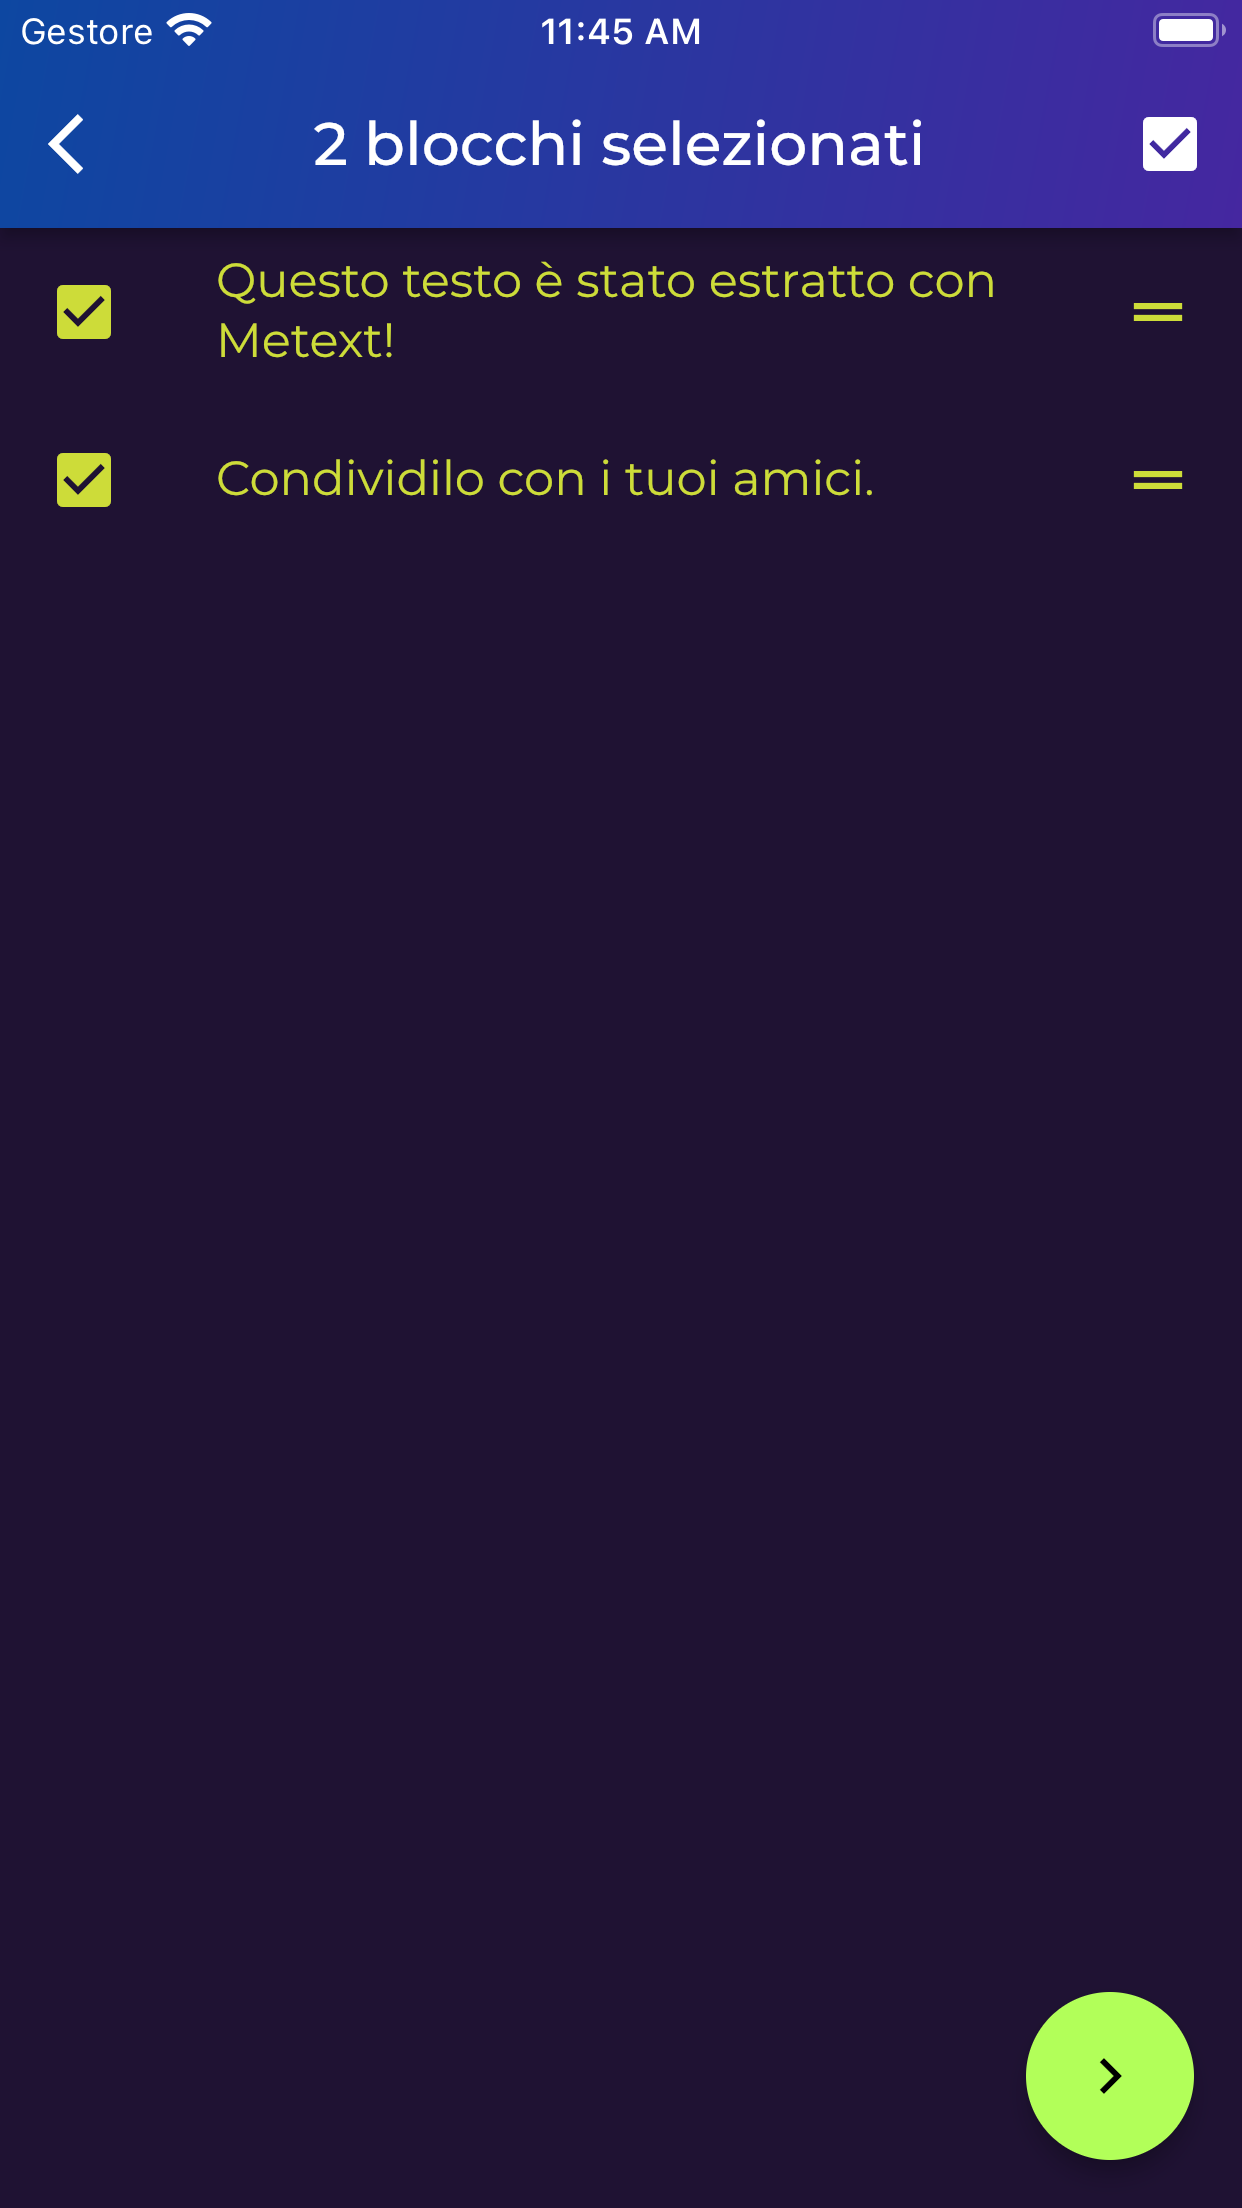 Gestore
11:45 AM
2 blocchi selezionati
Questo testo è stato estratto con
Metext!
Condividilo con i tuoi amici.